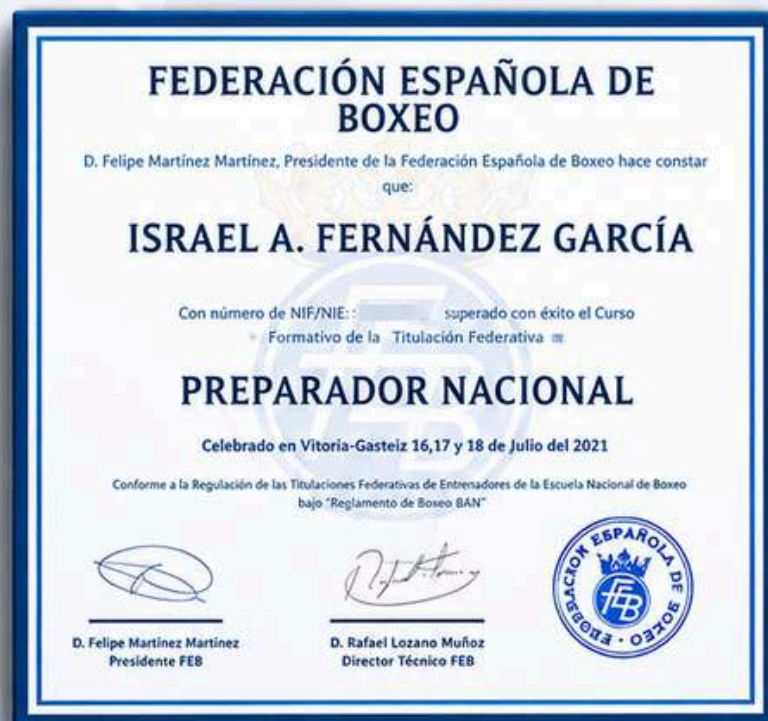 FEDERACIÓN ESPAÑOLA DE
BOXEO
D. Felipe Martínez Martínez, Presidente de la Federación Española de Boxeo hace constar
que:
ISRAEL A. FERNÁNDEZ GARCÍA
Con número de NIF/NIE: : superado con éxito el Curso
Formativo de la Titulación Federativa
PREPARADOR NACIONAL
Celebrado en Vitoria-Gasteiz 16,17 y 18 de Julio del 2021
Conforme a la Regulación de las Titulaciones Federativas de Entrenadores de la Escuela Nacional de Boxeo
bajo "Reglamento de Boseo BAN"
D. Felipe Martínez Martínez
Presidente FEB
D. Rafael Lozano Muñoz
Director Técnico FEB
ESPAÑOLA DE
FEB